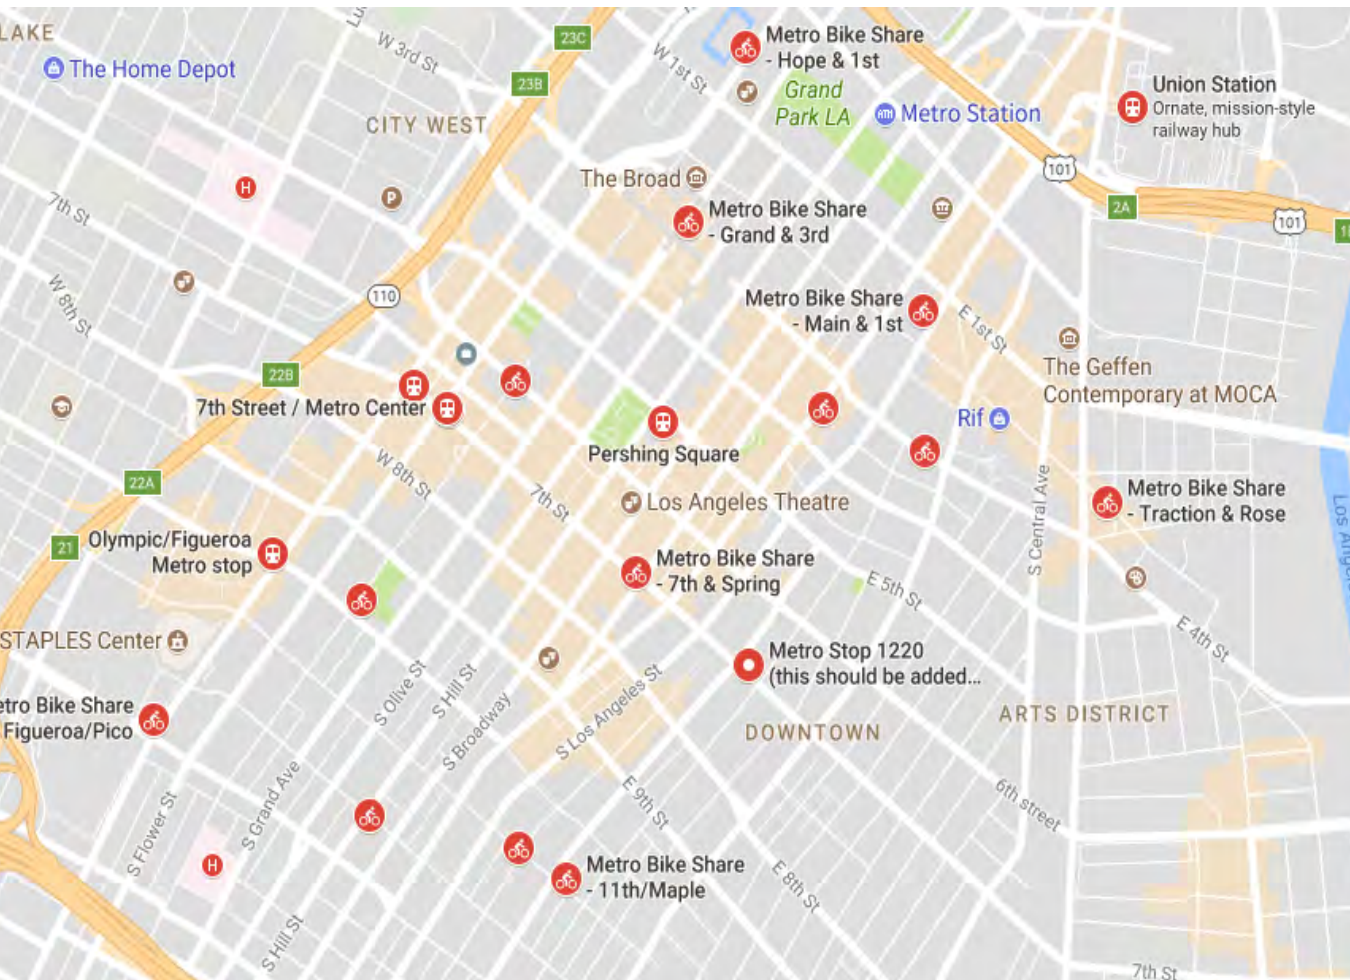 LAKE
The Home Depot
W 3rd St
23C
23B
CITY WEST
W 1st St
Metro Bike Share
- Hope & 1st
Grand
Park LA
Metro Station
Union Station
Ornate, mission-style
railway hub
101
2A
101
H
P
7th St
The Broad
Metro Bike Share
- Grand & 3rd
W 8th St
110
Metro Bike Share
- Main & 1st
E 1st St
The Geffen
Contemporary at MOCA
22B
7th Street / Metro Center
Rif
Pershing Square
W 8th St
22A
7th St
Los Angeles Theatre
S Central Ave
Metro Bike Share
- Traction & Rose
21
Olympic/Figueroa
Metro stop
Metro Bike Share
- 7th & Spring
E 5th St
STAPLES Center
E 4th St
Metro Stop 1220
(this should be added...
etro Bike Share
Figueroa/Pico
S Olive St
S Hill St
S Broadway
S Los Angeles St
DOWNTOWN
ARTS DISTRICT
S Flower St
S Grand Ave
E 9th St
6th street
H
Metro Bike Share
- 11th/Maple
E 8th St
S Hill St
7th St